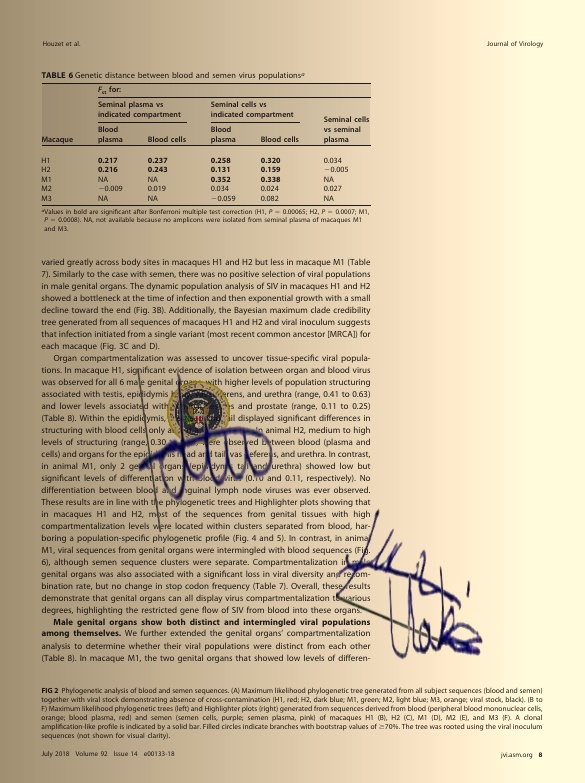 Houzet et al.
Journal of Virology
TABLE 6 Genetic distance between blood and semen virus populationsᵃ
Fst for:
Seminal plasma vs indicated compartment
Seminal cells vs indicated compartment
Seminal cells vs seminal plasma
Macaque Blood plasma Blood cells Blood plasma Blood cells
H1 0.217 0.237 0.258 0.320 0.034
H2 0.216 0.243 0.131 0.159 −0.005
M1 NA NA 0.352 0.338 NA
M2 −0.009 0.019 0.034 0.024 0.027
M3 NA NA −0.059 0.082 NA
ᵃValues in bold are significant after Bonferroni multiple test correction (H1, P = 0.00065; H2, P = 0.0007; M1,
P = 0.0008). NA, not available because no amplicons were isolated from seminal plasma of macaques M1
and M3.
varied greatly across body sites in macaques H1 and H2 but less in macaque M1 (Table
7). Similarly to the case with semen, there was no positive selection of viral populations
in male genital organs. The dynamic population analysis of SIV in macaques H1 and H2
showed a bottleneck at the time of infection and then exponential growth with a small
decline toward the end (Fig. 3B). Additionally, the Bayesian maximum clade credibility
tree generated from all sequences of macaques H1 and H2 and viral inoculum suggests
that infection initiated from a single variant (most recent common ancestor [MRCA]) for
each macaque (Fig. 3C and D).
Organ compartmentalization was assessed to uncover tissue-specific viral popula-
tions. In macaque H1, significant evidence of isolation between organ and blood virus
was observed for all 6 male genital organs, with higher levels of population structuring
associated with testis, epididymis deferens, and urethra (range, 0.41 to 0.63)
and lower levels associated with and prostate (range, 0.11 to 0.25)
(Table 8). Within the epididymis, tail displayed significant differences in
structuring with blood cells only In animal H2, medium to high
levels of structuring (range, 0.30 were observed between blood (plasma and
cells) and organs for the epididymis head and tail, vas deferens, and urethra. In contrast,
in animal M1, only 2 genital organs (epididymis tail and urethra) showed low but
significant levels of differentiation with blood virus (0.10 and 0.11, respectively). No
differentiation between blood and inguinal lymph node viruses was ever observed.
These results are in line with the phylogenetic trees and Highlighter plots showing that
in macaques H1 and H2, most of the sequences from genital tissues with high
compartmentalization levels were located within clusters separated from blood, har-
boring a population-specific phylogenetic profile (Fig. 4 and 5). In contrast, in animal
M1, viral sequences from genital organs were intermingled with blood sequences (Fig.
6), although semen sequence clusters were separate. Compartmentalization in male
genital organs was also associated with a significant loss in viral diversity and recom-
bination rate, but no change in stop codon frequency (Table 7). Overall, these results
demonstrate that genital organs can all display virus compartmentalization to various
degrees, highlighting the restricted gene flow of SIV from blood into these organs.
Male genital organs show both distinct and intermingled viral populations
among themselves. We further extended the genital organs' compartmentalization
analysis to determine whether their viral populations were distinct from each other
(Table 8). In macaque M1, the two genital organs that showed low levels of differen-
FIG 2 Phylogenetic analysis of blood and semen sequences. (A) Maximum likelihood phylogenetic tree generated from all subject sequences (blood and semen)
together with viral stock demonstrating absence of cross-contamination (H1, red; H2, dark blue; M1, green; M2, light blue; M3, orange; viral stock, black). (B to
F) Maximum likelihood phylogenetic trees (left) and Highlighter plots (right) generated from sequences derived from blood (peripheral blood mononuclear cells,
orange; blood plasma, red) and semen (semen cells, purple; semen plasma, pink) of macaques H1 (B), H2 (C), M1 (D), M2 (E), and M3 (F). A clonal
amplification-like profile is indicated by a solid bar. Filled circles indicate branches with bootstrap values of ≥70%. The tree was rooted using the viral inoculum
sequences (not shown for visual clarity).
July 2018 Volume 92 Issue 14 e00133-18
jvi.asm.org 8